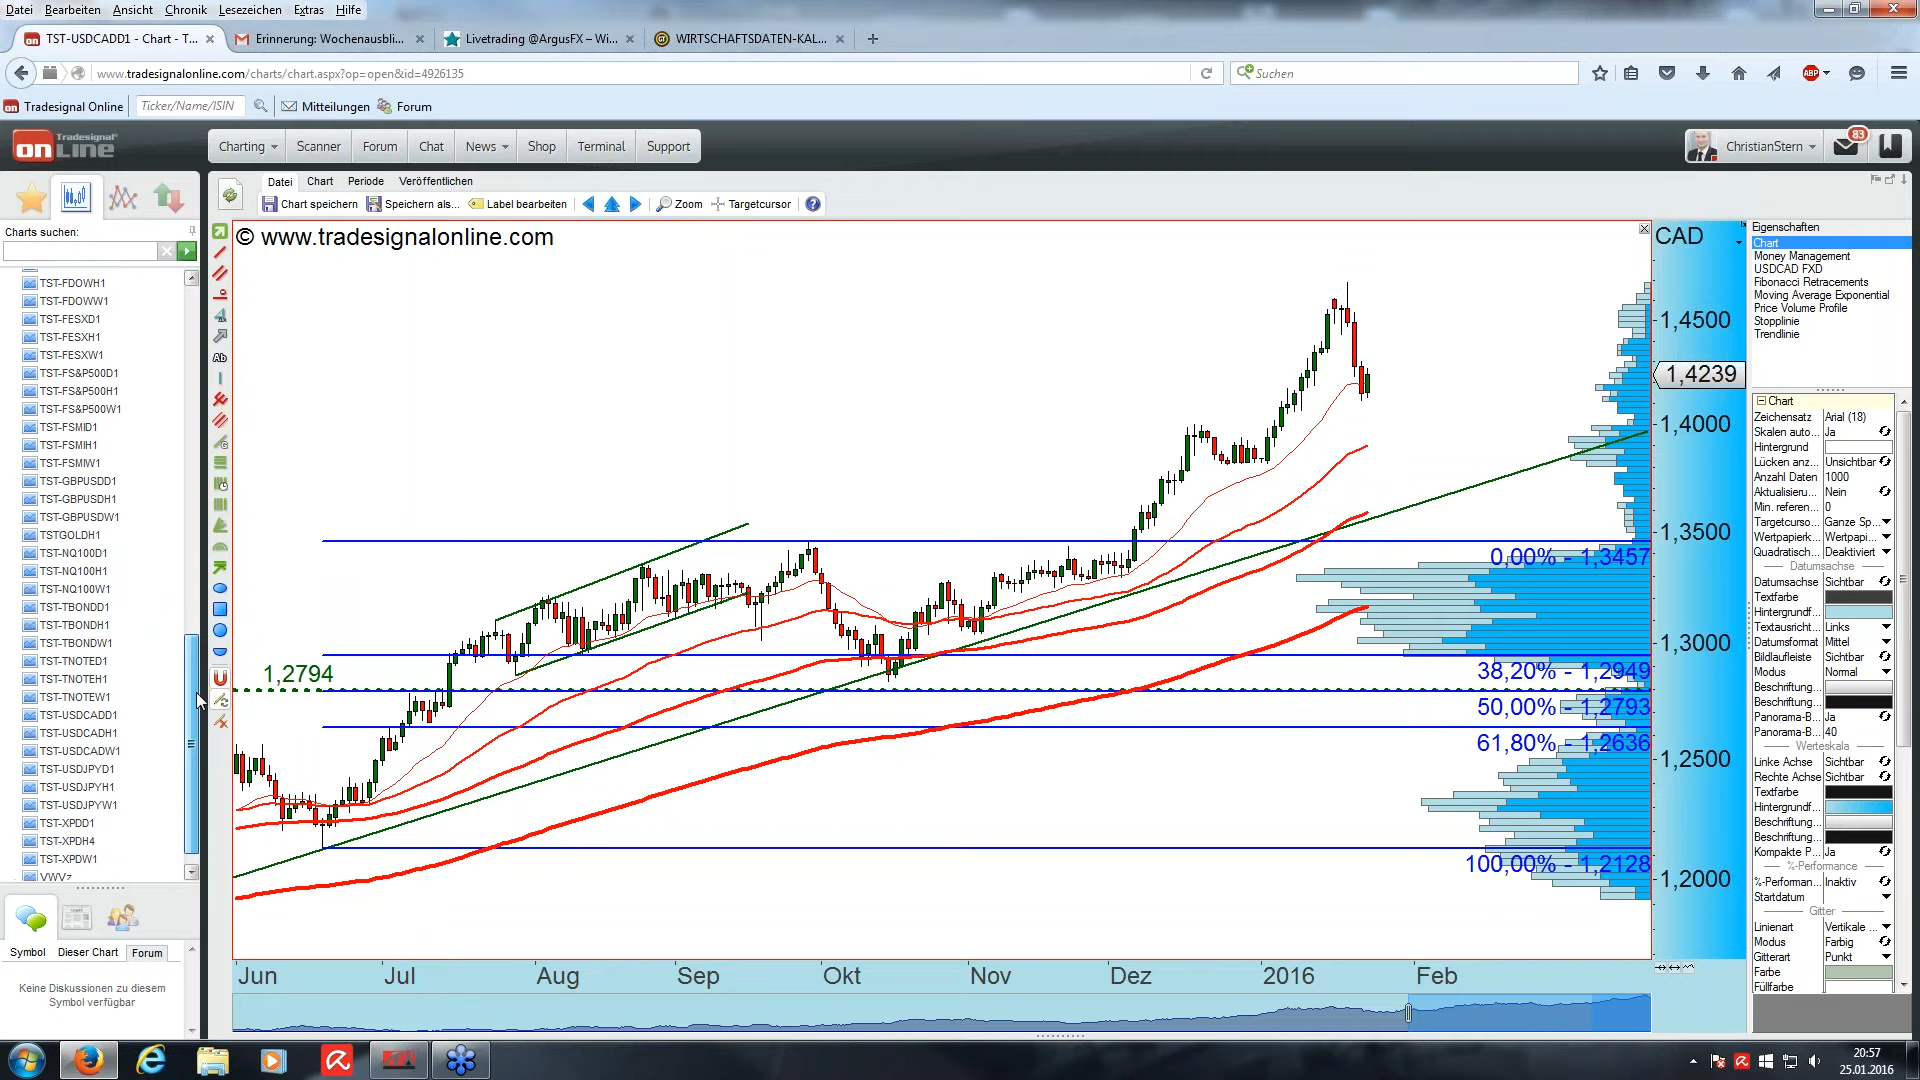 Datei Bearbeiten Ansicht Chronik Lesezeichen Extras Hilfe
TST-USDCADD1 - Chart - T...
Erinnerung: Wochenausbli...
Livetrading @ArgusFX – Wi...
WIRTSCHAFTSDATEN-KAL...
www.tradesignalonline.com/charts/chart.aspx?op=open&id=4926135
Suchen
ABP
on Tradesignal Online
Ticker/Name/ISIN
Mitteilungen
Forum
Tradesignal
on LINE
Charting
Scanner
Forum
Chat
News
Shop
Terminal
Support
ChristianStern
83
Datei Chart Periode Veröffentlichen
Chart speichern Speichern als... Label bearbeiten Zoom Targetcursor
Charts suchen:
TST-FDOWH1
TST-FDOWW1
TST-FESXD1
TST-FESXH1
TST-FESXW1
TST-FS&P500D1
TST-FS&P500H1
TST-FS&P500W1
TST-FSMID1
TST-FSMIH1
TST-FSMIW1
TST-GBPUSDD1
TST-GBPUSDH1
TST-GBPUSDW1
TSTGOLDH1
TST-NQ100D1
TST-NQ100H1
TST-NQ100W1
TST-TBONDD1
TST-TBONDH1
TST-TBONDW1
TST-TNOTED1
TST-TNOTEH1
TST-TNOTEW1
TST-USDCADD1
TST-USDCADH1
TST-USDCADW1
TST-USDJPYD1
TST-USDJPYH1
TST-USDJPYW1
TST-XPDD1
TST-XPDH4
TST-XPDW1
VWVz
Symbol Dieser Chart Forum
Keine Diskussionen zu diesem
Symbol verfügbar
Ab
© www.tradesignalonline.com
CAD
1,4500
1,4239
1,4000
1,3500
0,00% - 1,3457
1,3000
38,20% - 1,2949
1,2794
50,00% - 1,2793
61,80% - 1,2636
1,2500
100,00% - 1,2128
1,2000
Jun Jul Aug Sep Okt Nov Dez 2016 Feb
Eigenschaften
Chart
Money Management
USDCAD FXD
Fibonacci Retracements
Moving Average Exponential
Price Volume Profile
Stopplinie
Trendlinie
Chart
Zeichensatz Arial (18)
Skalen auto... Ja
Hintergrund
Lücken anz... Unsichtbar
Anzahl Daten 1000
Aktualisieru... Nein
Min. referen... 0
Targetcurso... Ganze Sp...
Wertpapierk... Wertpapi...
Quadratisch... Deaktiviert
Datumsachse
Datumsachse Sichtbar
Textfarbe
Hintergrundf...
Textausricht... Links
Datumsformat Mittel
Bildlaufleiste Sichtbar
Modus Normal
Beschriftung...
Beschriftung...
Panorama-B... Ja
Panorama-B... 40
Werteskala
Linke Achse Sichtbar
Rechte Achse Sichtbar
Textfarbe
Hintergrundf...
Beschriftung...
Beschriftung...
Kompakte P... Ja
%-Performance
%-Performan... Inaktiv
Startdatum
Gitter
Linienart Vertikale ...
Modus Farbig
Gitterart Punkt
Farbe
Füllfarbe
20:57
25.01.2016